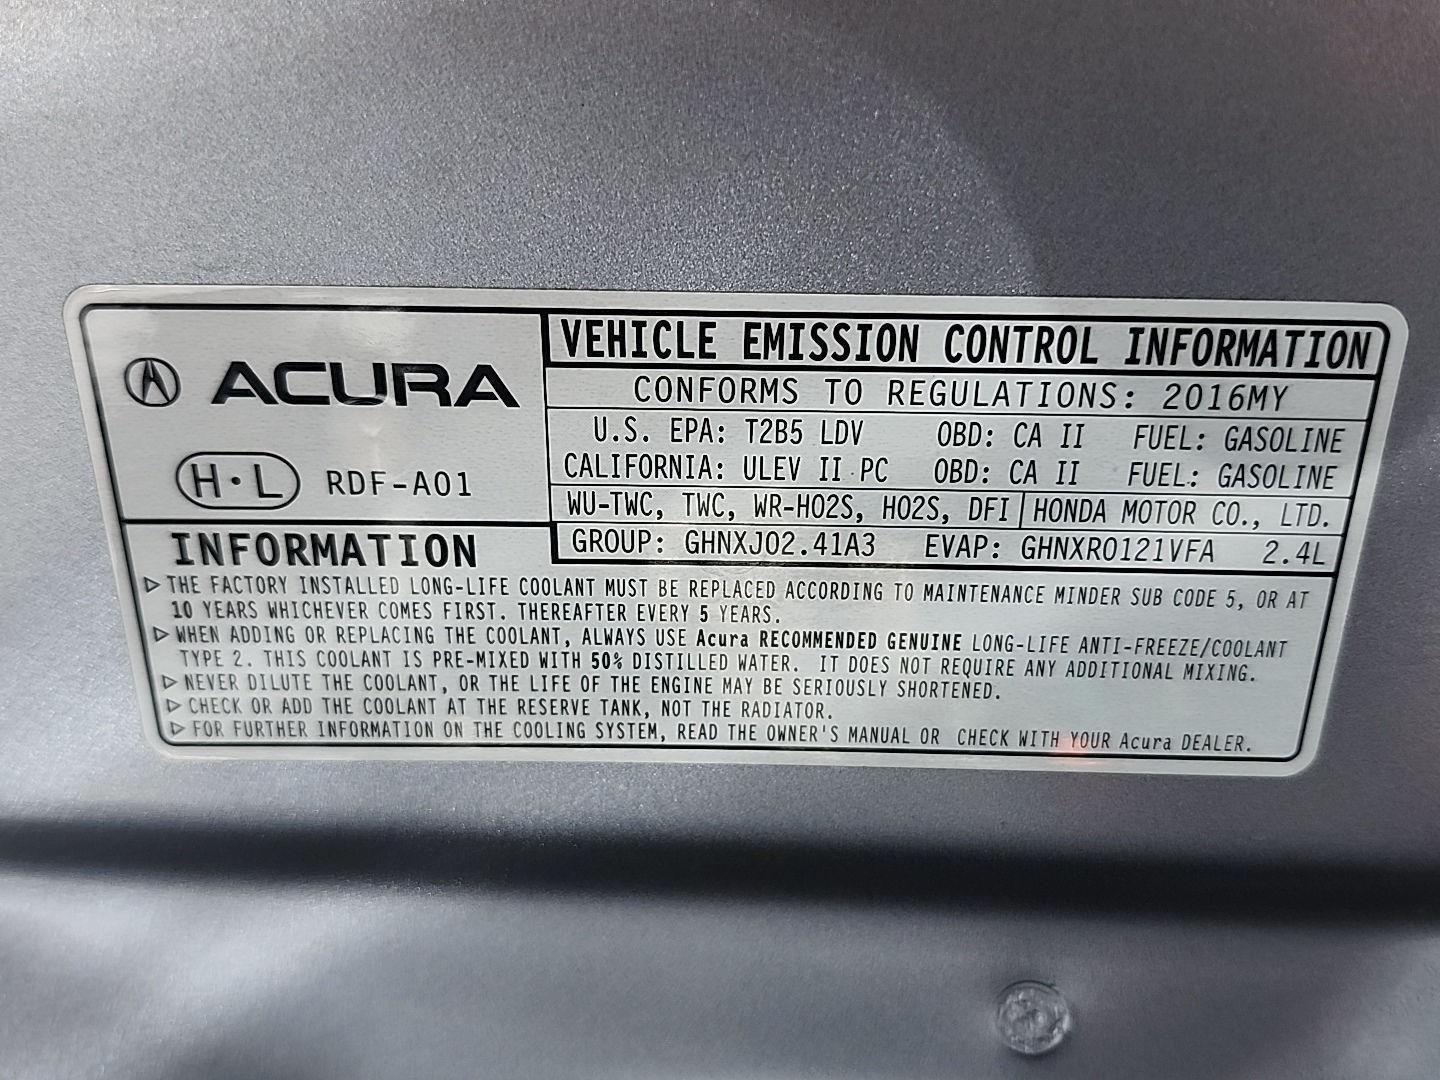 ACURA
H·L RDF-A01
VEHICLE EMISSION CONTROL INFORMATION
CONFORMS TO REGULATIONS: 2016MY
U.S. EPA: T2B5 LDV OBD: CA II FUEL: GASOLINE
CALIFORNIA: ULEV II PC OBD: CA II FUEL: GASOLINE
WU-TWC, TWC, WR-HO2S, HO2S, DFI HONDA MOTOR CO., LTD.
GROUP: GHNXJ02.41A3 EVAP: GHNXR0121VFA 2.4L
INFORMATION
▷ THE FACTORY INSTALLED LONG-LIFE COOLANT MUST BE REPLACED ACCORDING TO MAINTENANCE MINDER SUB CODE 5, OR AT
10 YEARS WHICHEVER COMES FIRST. THEREAFTER EVERY 5 YEARS.
▷ WHEN ADDING OR REPLACING THE COOLANT, ALWAYS USE Acura RECOMMENDED GENUINE LONG-LIFE ANTI-FREEZE/COOLANT
TYPE 2. THIS COOLANT IS PRE-MIXED WITH 50% DISTILLED WATER. IT DOES NOT REQUIRE ANY ADDITIONAL MIXING.
▷ NEVER DILUTE THE COOLANT, OR THE LIFE OF THE ENGINE MAY BE SERIOUSLY SHORTENED.
▷ CHECK OR ADD THE COOLANT AT THE RESERVE TANK, NOT THE RADIATOR.
▷ FOR FURTHER INFORMATION ON THE COOLING SYSTEM, READ THE OWNER'S MANUAL OR CHECK WITH YOUR Acura DEALER.